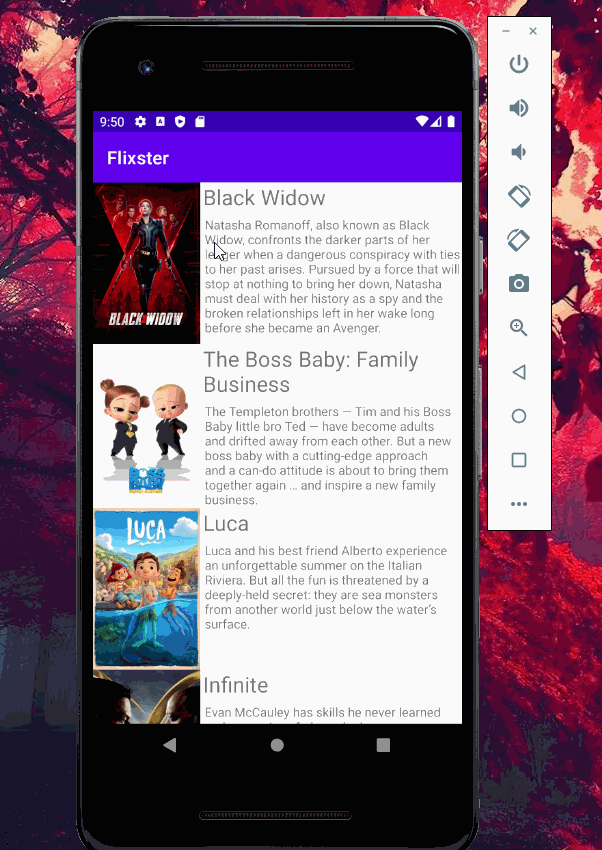 9:50
Flixster
Black Widow
Natasha Romanoff, also known as Black
Widow, confronts the darker parts of her
when a dangerous conspiracy with ties
to her past arises. Pursued by a force that will
stop at nothing to bring her down, Natasha
must deal with her history as a spy and the
broken relationships left in her wake long
before she became an Avenger.
BLACK WIDOW
The Boss Baby: Family
Business
The Templeton brothers — Tim and his Boss
Baby little bro Ted — have become adults
and drifted away from each other. But a new
boss baby with a cutting-edge approach
and a can-do attitude is about to bring them
together again … and inspire a new family
business.
BOSS
BABY
LUCA
Luca
Luca and his best friend Alberto experience
an unforgettable summer on the Italian
Riviera. But all the fun is threatened by a
deeply-held secret: they are sea monsters
from another world just below the water's
surface.
Infinite
Evan McCauley has skills he never learned